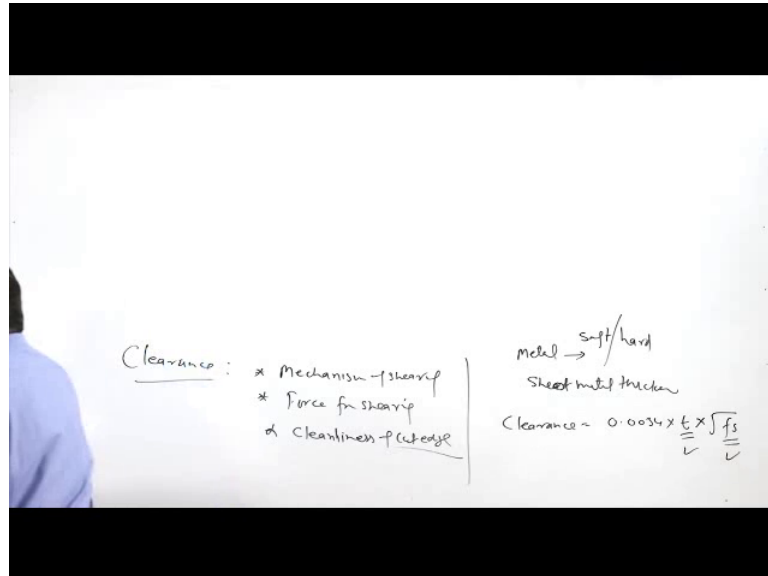 Clearance :
* Mechanism of shearing
* Force for shearing
* Cleanliness of cut edge
Metal → soft/hard
Sheet metal thickness
Clearance = 0.0034 × t × √fs